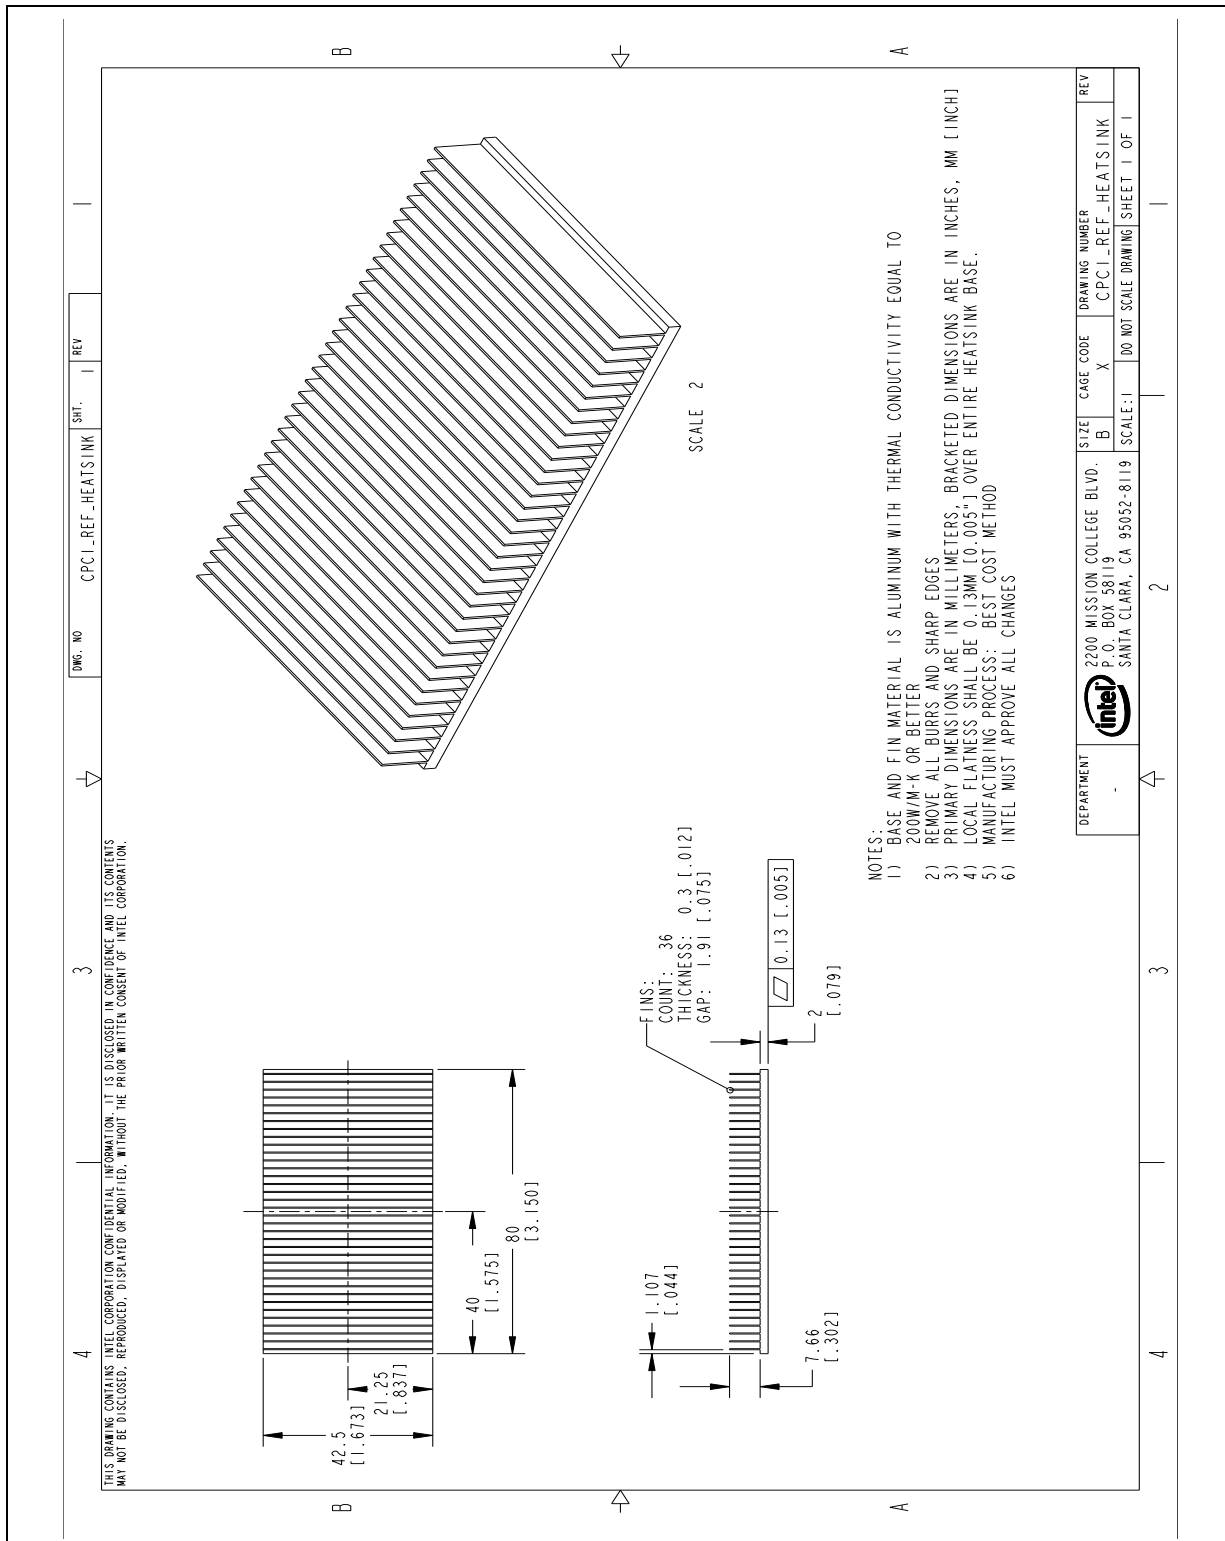 B
A
4
3
1
DWG. NO
CPCI_REF_HEATSINK
SHT. 1
REV
THIS DRAWING CONTAINS INTEL CORPORATION CONFIDENTIAL INFORMATION. IT IS DISCLOSED IN CONFIDENCE AND ITS CONTENTS
MAY NOT BE DISCLOSED, REPRODUCED, DISPLAYED OR MODIFIED, WITHOUT THE PRIOR WRITTEN CONSENT OF INTEL CORPORATION.
42.5
[1.673]
21.25
[.837]
40
[1.575]
80
[3.150]
SCALE 2
1.107
[.044]
7.66
[.302]
FINS:
COUNT: 36
THICKNESS: 0.3 [.012]
GAP: 1.91 [.075]
0.13 [.005]
2
[.079]
NOTES:
1) BASE AND FIN MATERIAL IS ALUMINUM WITH THERMAL CONDUCTIVITY EQUAL TO
200W/M-K OR BETTER
2) REMOVE ALL BURRS AND SHARP EDGES
3) PRIMARY DIMENSIONS ARE IN MILLIMETERS, BRACKETED DIMENSIONS ARE IN INCHES, MM [INCH]
4) LOCAL FLATNESS SHALL BE 0.13MM [0.005"] OVER ENTIRE HEATSINK BASE.
5) MANUFACTURING PROCESS: BEST COST METHOD
6) INTEL MUST APPROVE ALL CHANGES
DEPARTMENT
-
intel
2200 MISSION COLLEGE BLVD.
P.O. BOX 58119
SANTA CLARA, CA 95052-8119
SIZE
B
CAGE CODE
X
DRAWING NUMBER
CPCI_REF_HEATSINK
REV
SCALE:1
DO NOT SCALE DRAWING
SHEET 1 OF 1
B
A
4
3
2
1